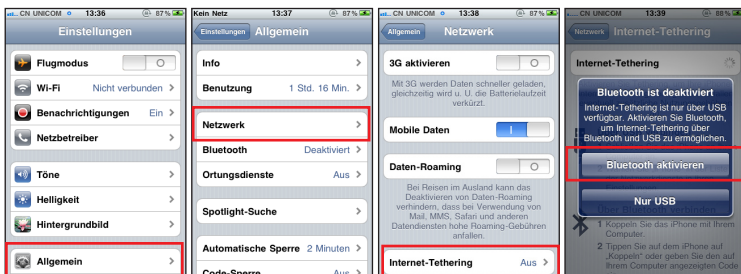 CN UNICOM 13:36 87%
Einstellungen
Flugmodus
Wi-Fi Nicht verbunden
Benachrichtigungen Ein
Netzbetreiber
Töne
Helligkeit
Hintergrundbild
Allgemein
Kein Netz 13:37 87%
Einstellungen Allgemein
Info
Benutzung 1 Std. 16 Min.
Netzwerk
Bluetooth Deaktiviert
Ortungsdienste Aus
Spotlight-Suche
Automatische Sperre 2 Minuten
Code-Sperre Aus
CN UNICOM 13:38 87%
Allgemein Netzwerk
3G aktivieren
Mit 3G werden Daten schneller geladen,
gleichzeitig wird u. U. die Batterielaufzeit
verkürzt.
Mobile Daten
Daten-Roaming
Bei Reisen im Ausland kann das
Deaktivieren von Daten-Roaming
verhindern, dass bei Verwendung von
Mail, MMS, Safari und anderen
Datendiensten hohe Roaming-Gebühren
anfallen.
Internet-Tethering Aus
CN UNICOM 13:39 88%
Netzwerk Internet-Tethering
Internet-Tethering
Bluetooth ist deaktiviert
Internet-Tethering ist nur über USB
verfügbar. Aktivieren Sie Bluetooth,
um Internet-Tethering über
Bluetooth und USB zu ermöglichen.
Bluetooth aktivieren
Nur USB
Über Bluetooth verbinden
1 Koppeln Sie das iPhone mit Ihrem
Computer.
2 Tippen Sie auf dem iPhone auf
„Koppeln“ oder geben Sie den auf
Ihrem Computer angezeigten Code